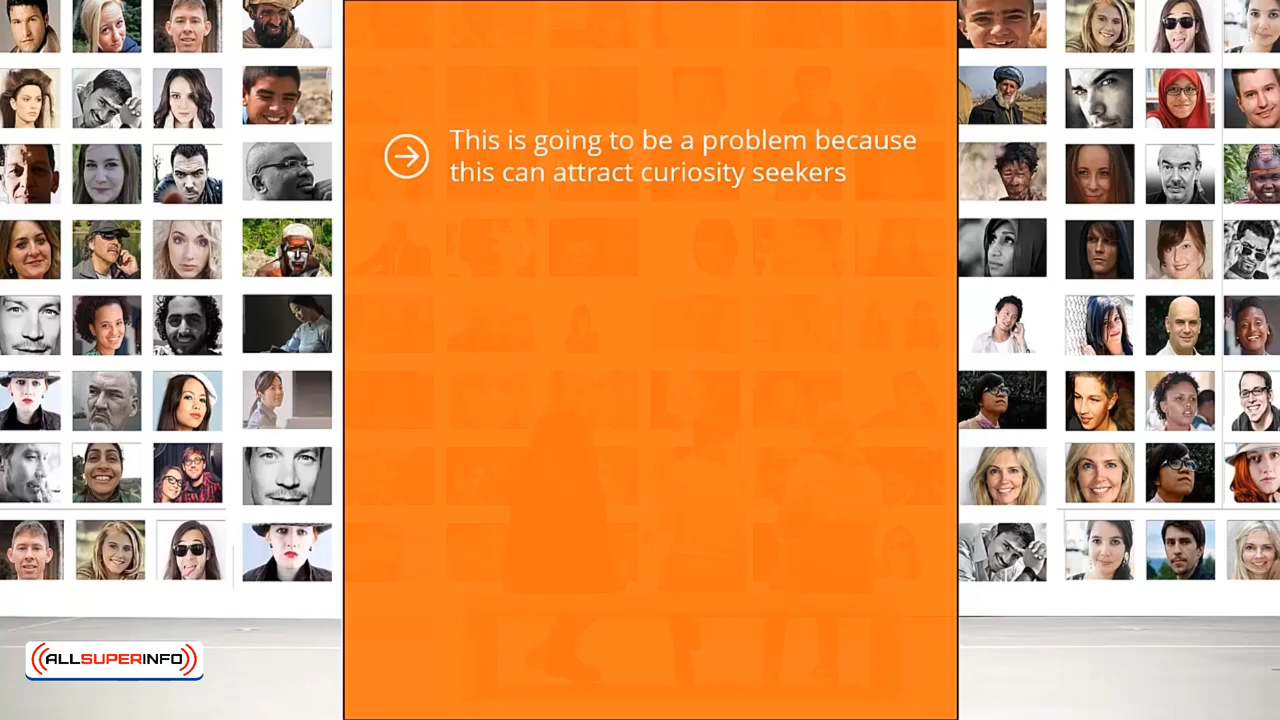 This is going to be a problem because
this can attract curiosity seekers
ALLSUPERINFO